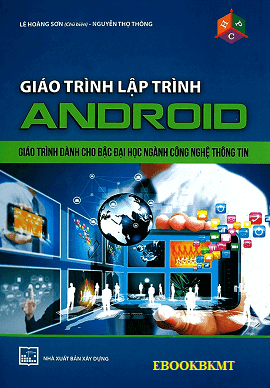 LÊ HOÀNG SƠN (Chủ biên) - NGUYỄN THỌ THÔNG
H P C
GIÁO TRÌNH LẬP TRÌNH
ANDROID
GIÁO TRÌNH DÀNH CHO BẬC ĐẠI HỌC NGÀNH CÔNG NGHỆ THÔNG TIN
EBOOKBKMT
NHÀ XUẤT BẢN XÂY DỰNG